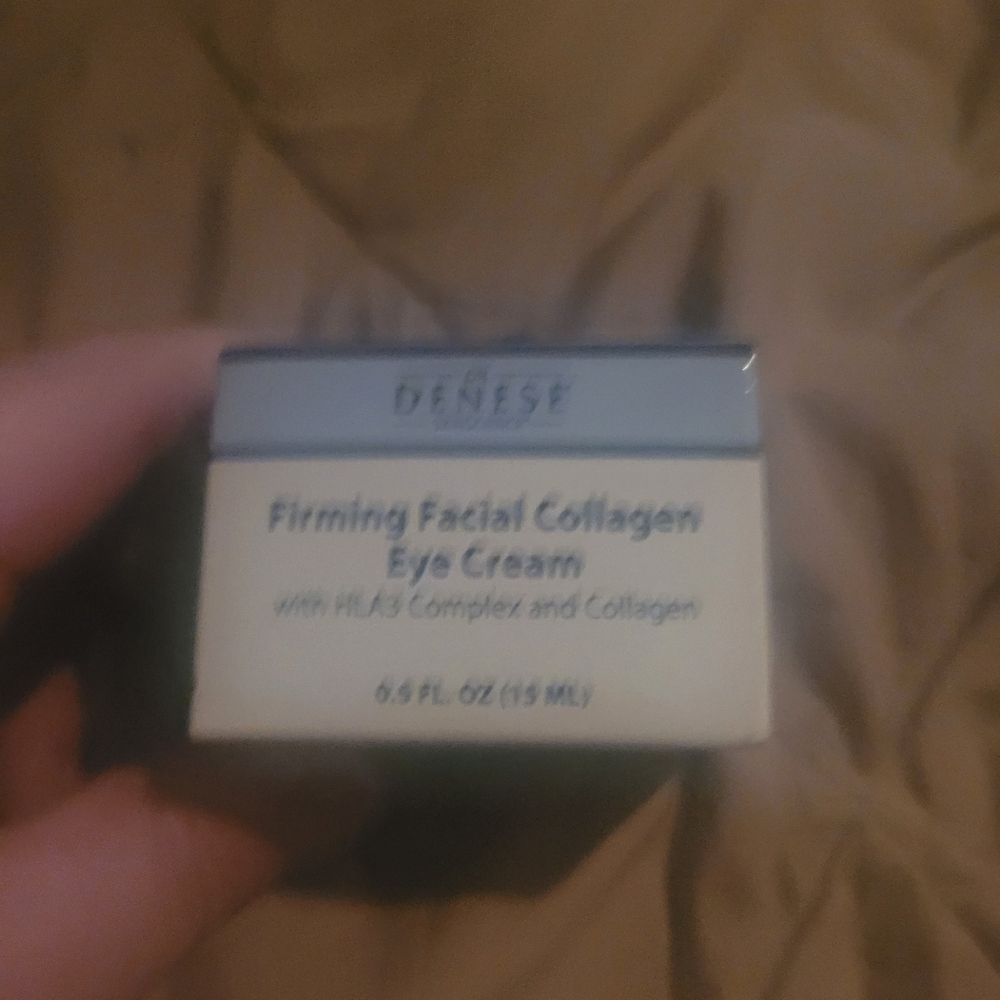 DENESE
Firming Facial Collagen
Eye Cream
with HLA3 Complex and Collagen
0.5 FL. OZ (15 ML)